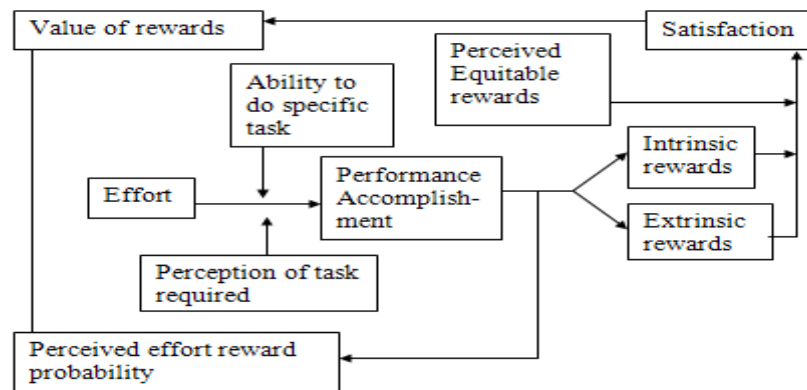 Value of rewards
Satisfaction
Perceived
Equitable
rewards
Ability to
do specific
task
Intrinsic
rewards
Performance
Accomplish-
ment
Effort
Extrinsic
rewards
Perception of task
required
Perceived effort reward
probability